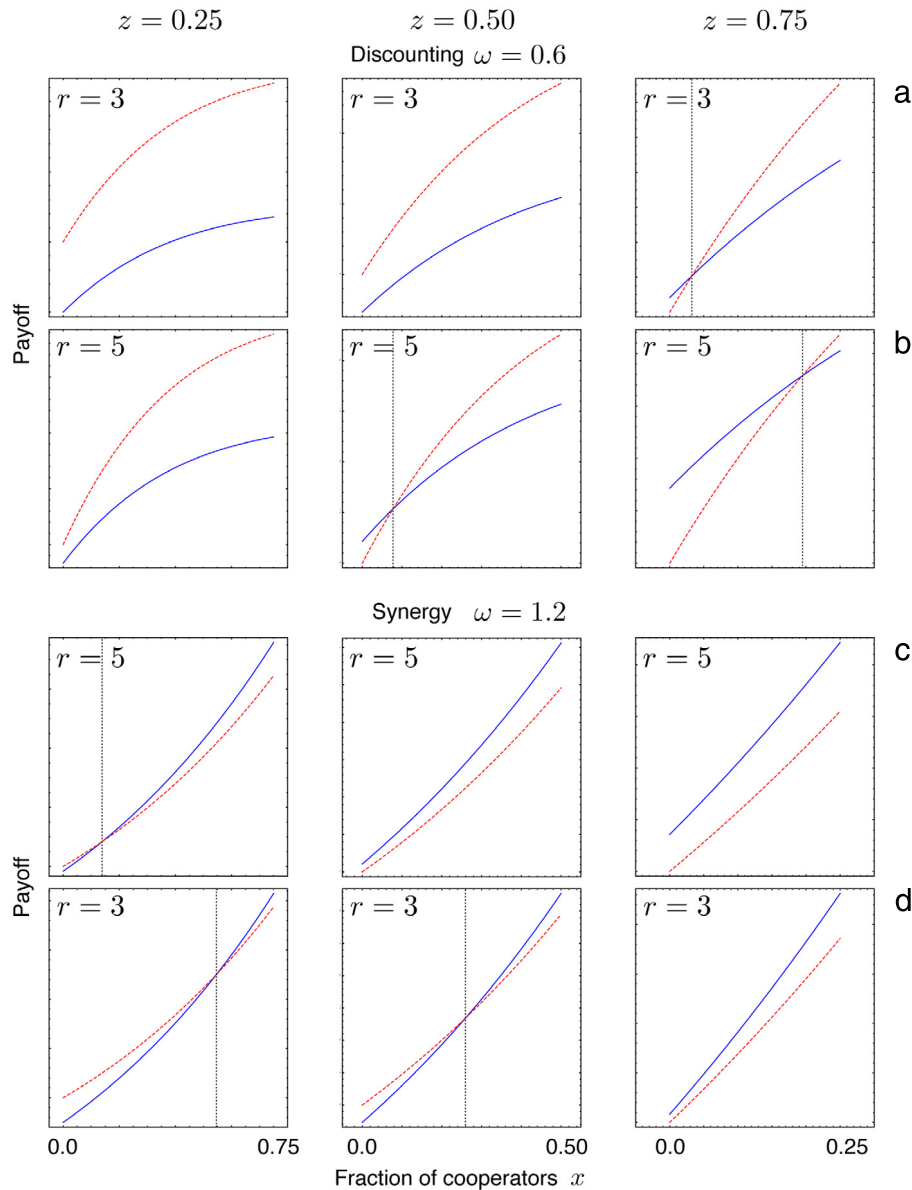 z = 0.25 z = 0.50 z = 0.75
Discounting ω = 0.6
r = 3 r = 3 r = 3 a
r = 5 r = 5 r = 5 b
Payoff
Synergy ω = 1.2
r = 5 r = 5 r = 5 c
r = 3 r = 3 r = 3 d
Payoff
0.0 0.75 0.0 0.50 0.0 0.25
Fraction of cooperators x